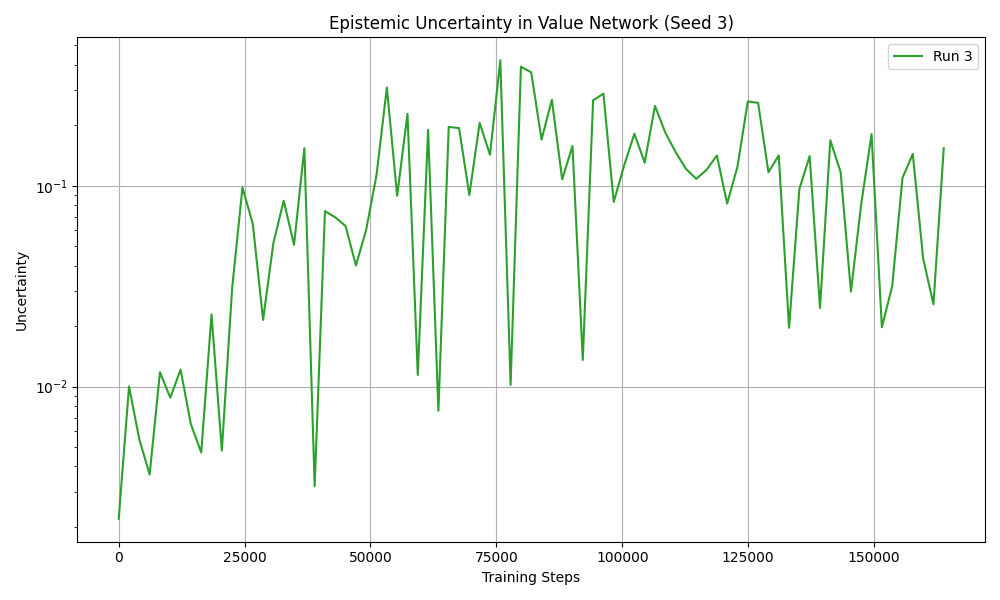 Epistemic Uncertainty in Value Network (Seed 3)
Run 3
Uncertainty
10⁻¹
10⁻²
0 25000 50000 75000 100000 125000 150000
Training Steps